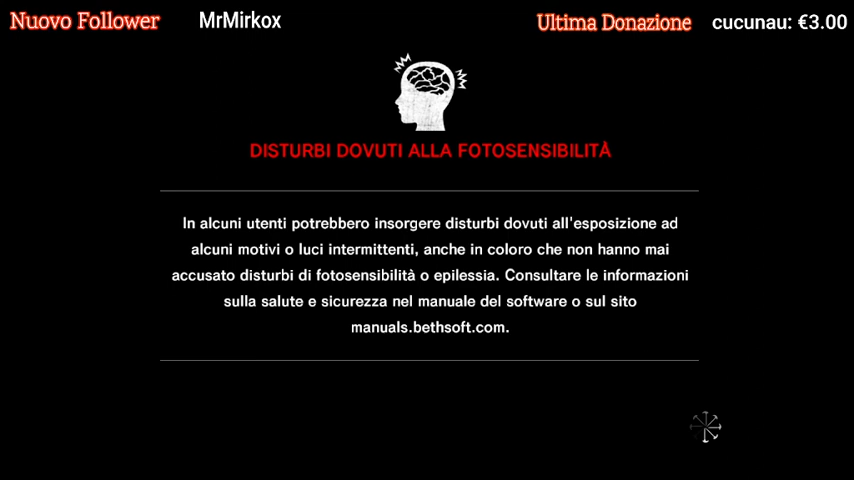 Nuovo Follower MrMirkox Ultima Donazione cucunau: €3.00
DISTURBI DOVUTI ALLA FOTOSENSIBILITÀ
In alcuni utenti potrebbero insorgere disturbi dovuti all'esposizione ad
alcuni motivi o luci intermittenti, anche in coloro che non hanno mai
accusato disturbi di fotosensibilità o epilessia. Consultare le informazioni
sulla salute e sicurezza nel manuale del software o sul sito
manuals.bethsoft.com.